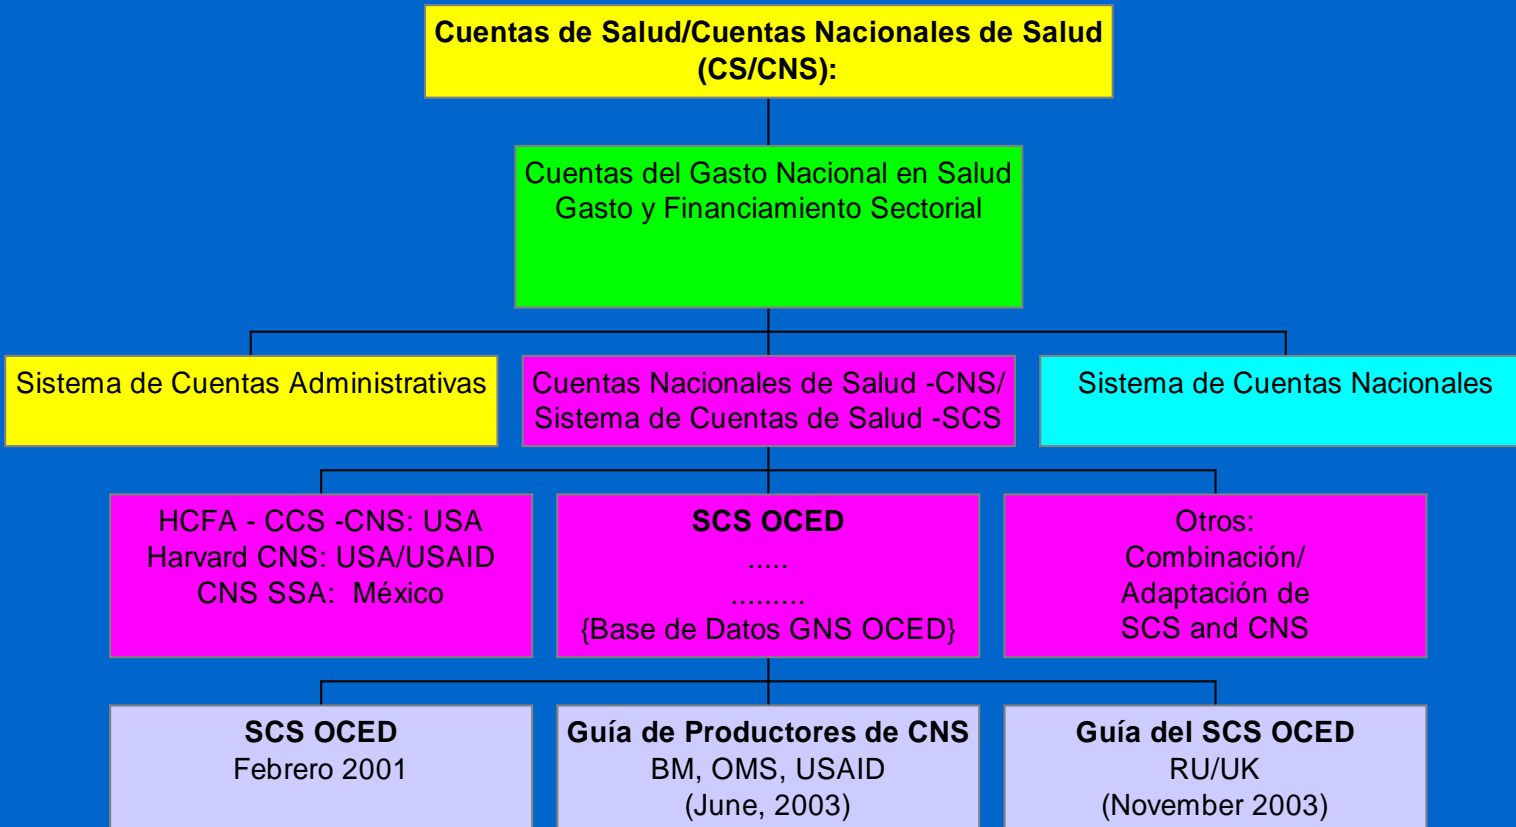 Cuentas de Salud/Cuentas Nacionales de Salud
(CS/CNS):
Cuentas del Gasto Nacional en Salud
Gasto y Financiamiento Sectorial
Sistema de Cuentas Administrativas
Cuentas Nacionales de Salud -CNS/
Sistema de Cuentas de Salud -SCS
Sistema de Cuentas Nacionales
HCFA - CCS -CNS: USA
Harvard CNS: USA/USAID
CNS SSA:  México
SCS OCED
.....
.........
{Base de Datos GNS OCED}
Otros:
Combinación/
Adaptación de
SCS and CNS
SCS OCED
Febrero 2001
Guía de Productores de CNS
BM, OMS, USAID
(June, 2003)
Guía del SCS OCED
RU/UK
(November 2003)